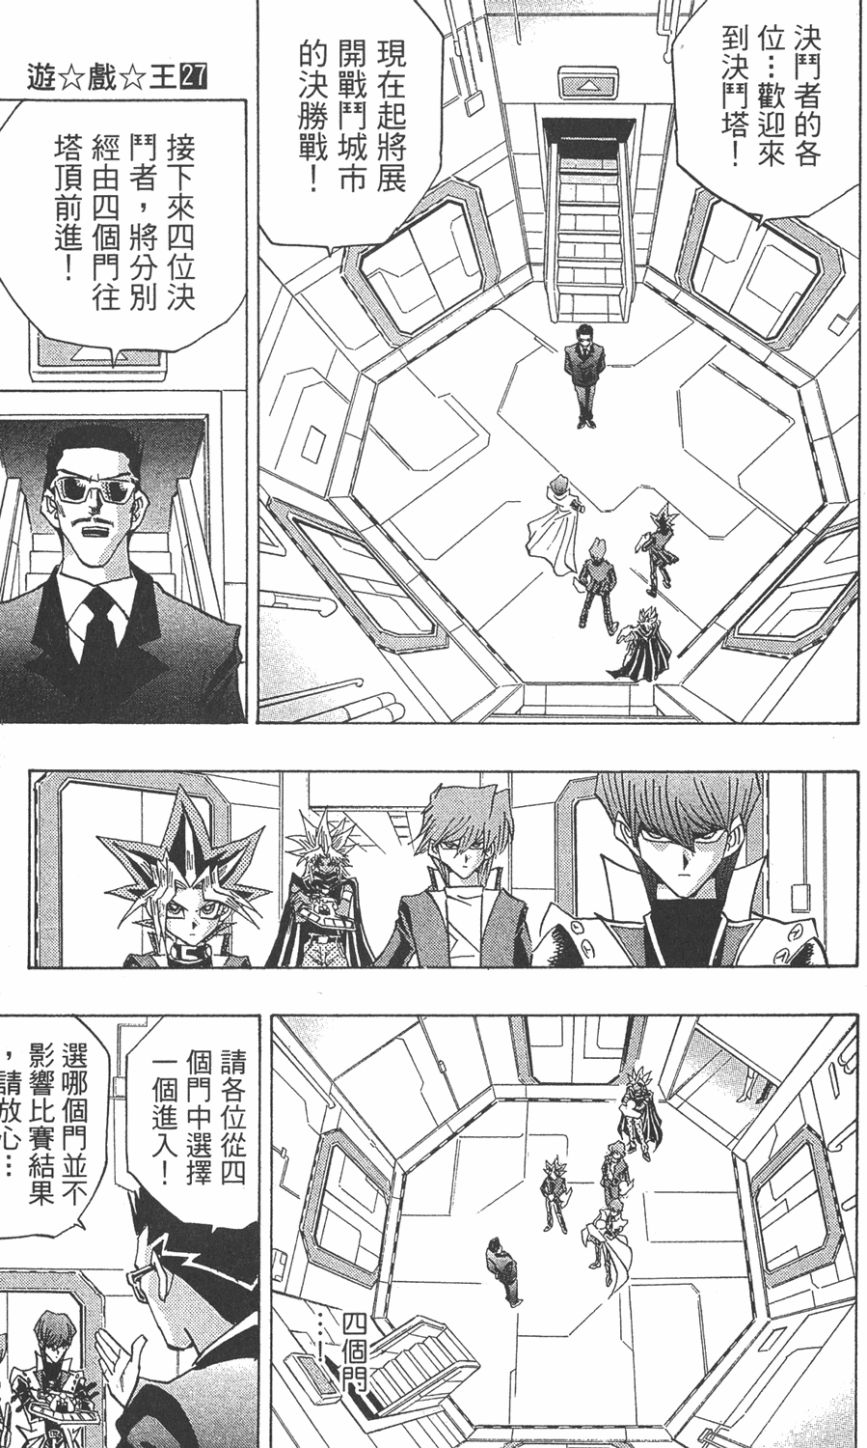 決鬥者的各
位…歡迎來
到決鬥塔！
現在起將展
開戰鬥城市
的決勝戰！
遊☆戲☆王27
接下來四位決
鬥者，將分別
經由四個門往
塔頂前進！
四個門
…！
請各位從四
個門中選擇
一個進入！
選哪個門並不
影響比賽結果
，請放心…